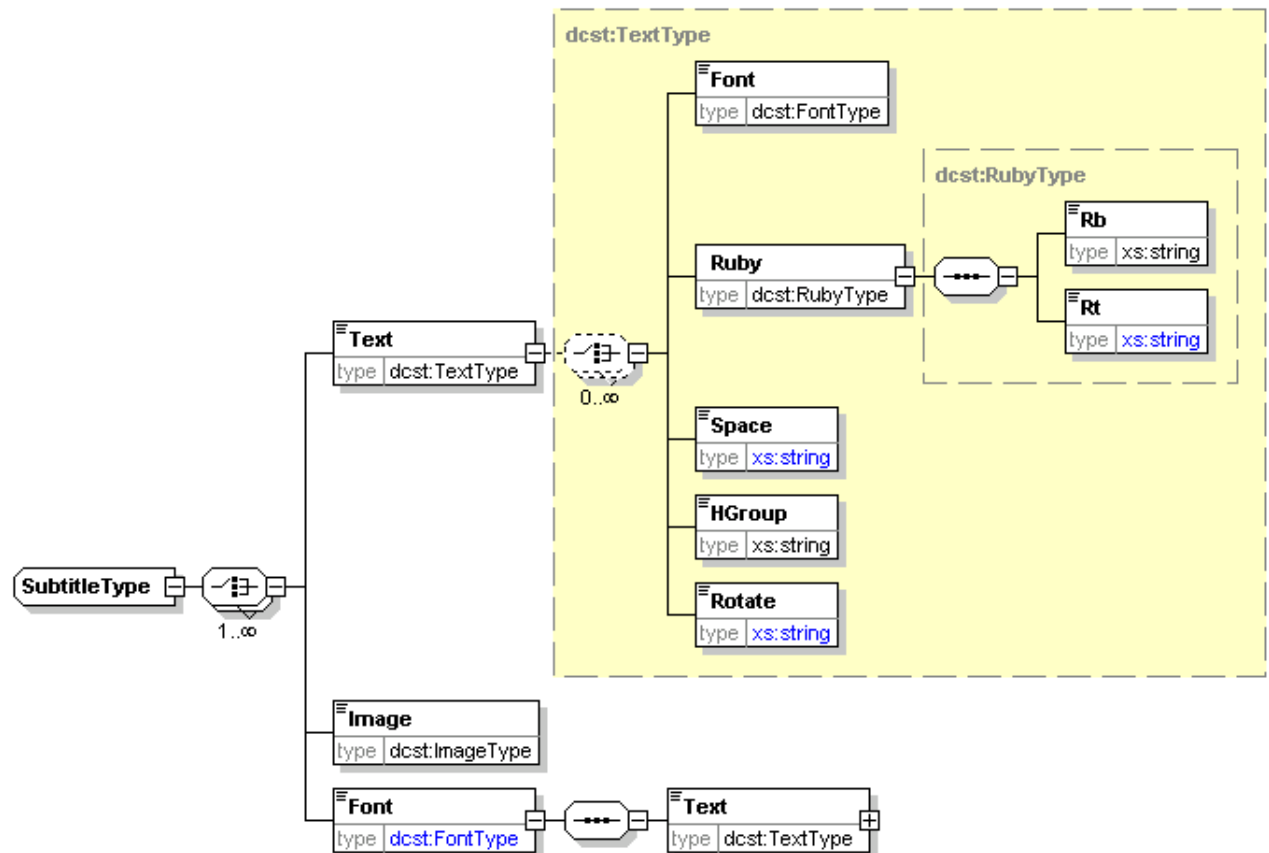 dcst:TextType
Font
type dcst:FontType
dcst:RubyType
Rb
type xs:string
Ruby
type dcst:RubyType
Rt
type xs:string
Text
type dcst:TextType
0..∞
Space
type xs:string
HGroup
type xs:string
SubtitleType
1..∞
Rotate
type xs:string
Image
type dcst:ImageType
Font
type dcst:FontType
Text
type dcst:TextType